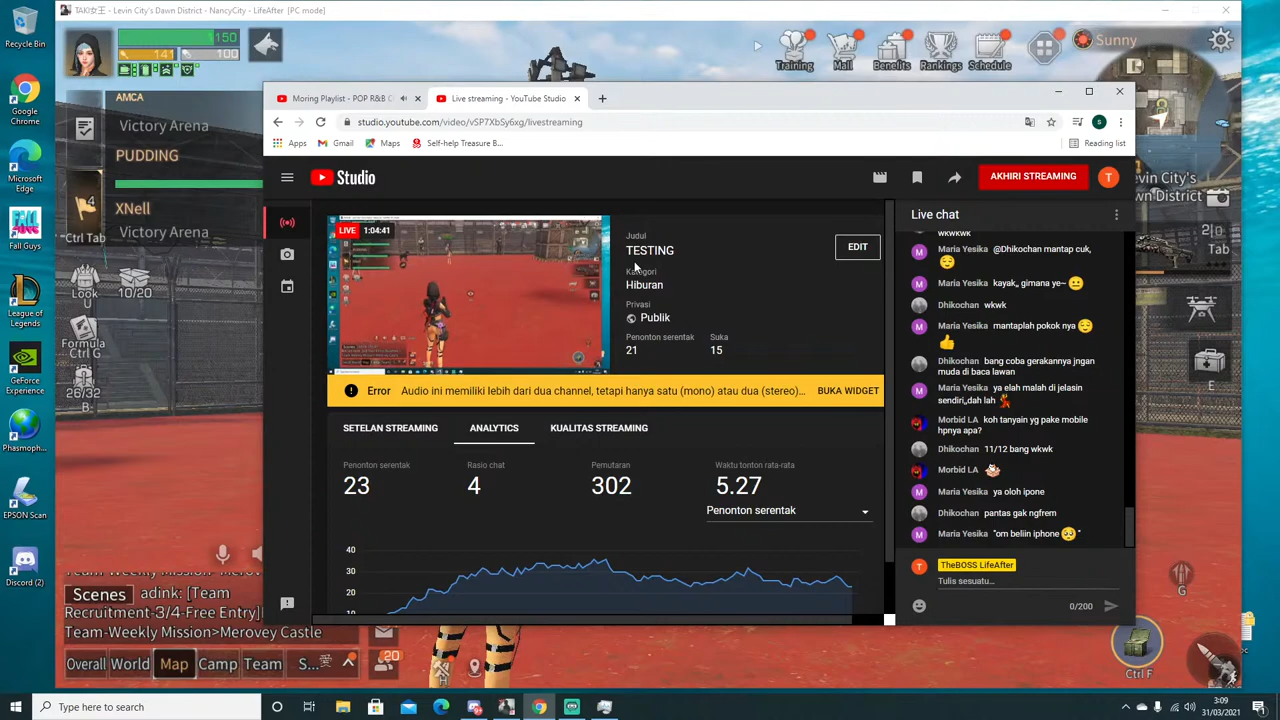 TAKI女王 - Levin City's Dawn District - NancyCity - LifeAfter [PC mode]
Recycle Bin
Google Chrome
Microsoft Edge
Fall Guys
League of Legends
GeForce Experience
Phasmoph...
EPSON Scan
Discord (2)
1150
141
100
AMCA
Victory Arena
PUDDING
XNell
Victory Arena
4
Ctrl Tab
Look
U
10/20
Formula
Ctrl G
26/32
B
Training
Mall
Benefits
Rankings
Schedule
Sunny
Levin City's
Dawn District
Tab
E
G
Ctrl F
Moring Playlist - POP R&B C
Live streaming - YouTube Studio
studio.youtube.com/video/vSP7XbSy6xg/livestreaming
Apps
Gmail
Maps
Self-help Treasure B...
Reading list
Studio
AKHIRI STREAMING
T
LIVE 1:04:41
Judul
TESTING
EDIT
Kategori
Hiburan
Privasi
Publik
Penonton serentak Suka
21 15
Error Audio ini memiliki lebih dari dua channel, tetapi hanya satu (mono) atau dua (stereo)... BUKA WIDGET
SETELAN STREAMING ANALYTICS KUALITAS STREAMING
Penonton serentak Rasio chat Pemutaran Waktu tonton rata-rata
23 4 302 5.27
Penonton serentak
40
30
20
10
Live chat
wkwkwk
Maria Yesika @Dhikochan mantap cuk,
Maria Yesika kayak,, gimana ye~
Dhikochan wkwk
Maria Yesika mantaplah pokok nya
Dhikochan bang coba gerakannya jngan
muda di baca lawan
Maria Yesika ya elah malah di jelasin
sendiri,,dah lah
Morbid LA koh tanyain yg pake mobile
hpnya apa?
Dhikochan 11/12 bang wkwk
Morbid LA
Maria Yesika ya oloh ipone
Dhikochan pantas gak ngfrem
Maria Yesika "om beliin iphone "
TheBOSS LifeAfter
Tulis sesuatu...
0/200
Scenes adink: [Team
Recruitment-3/4-Free Entry]
Team-Weekly Mission>Merovey Castle
Overall World Map Camp Team S...
20
Type here to search
3:09
31/03/2021